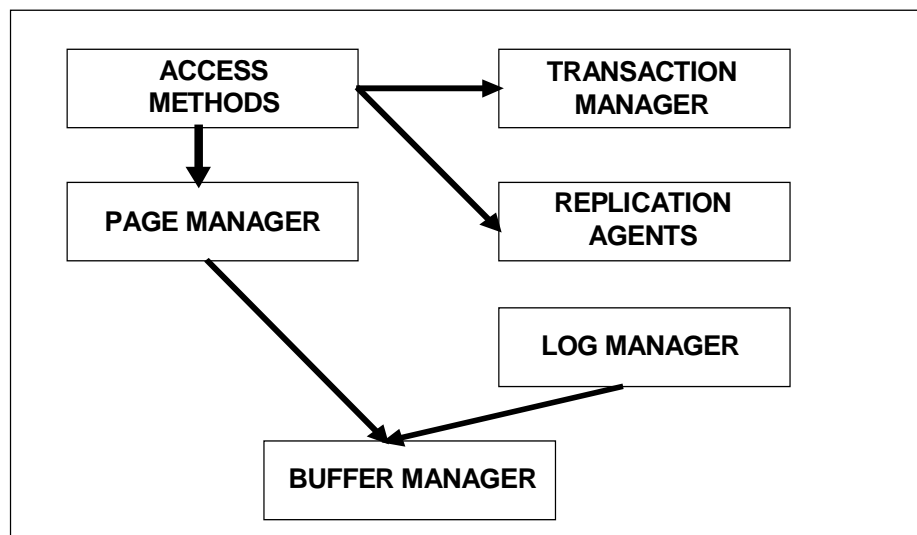 ACCESS
METHODS
TRANSACTION
MANAGER
PAGE MANAGER
REPLICATION
AGENTS
LOG MANAGER
BUFFER MANAGER